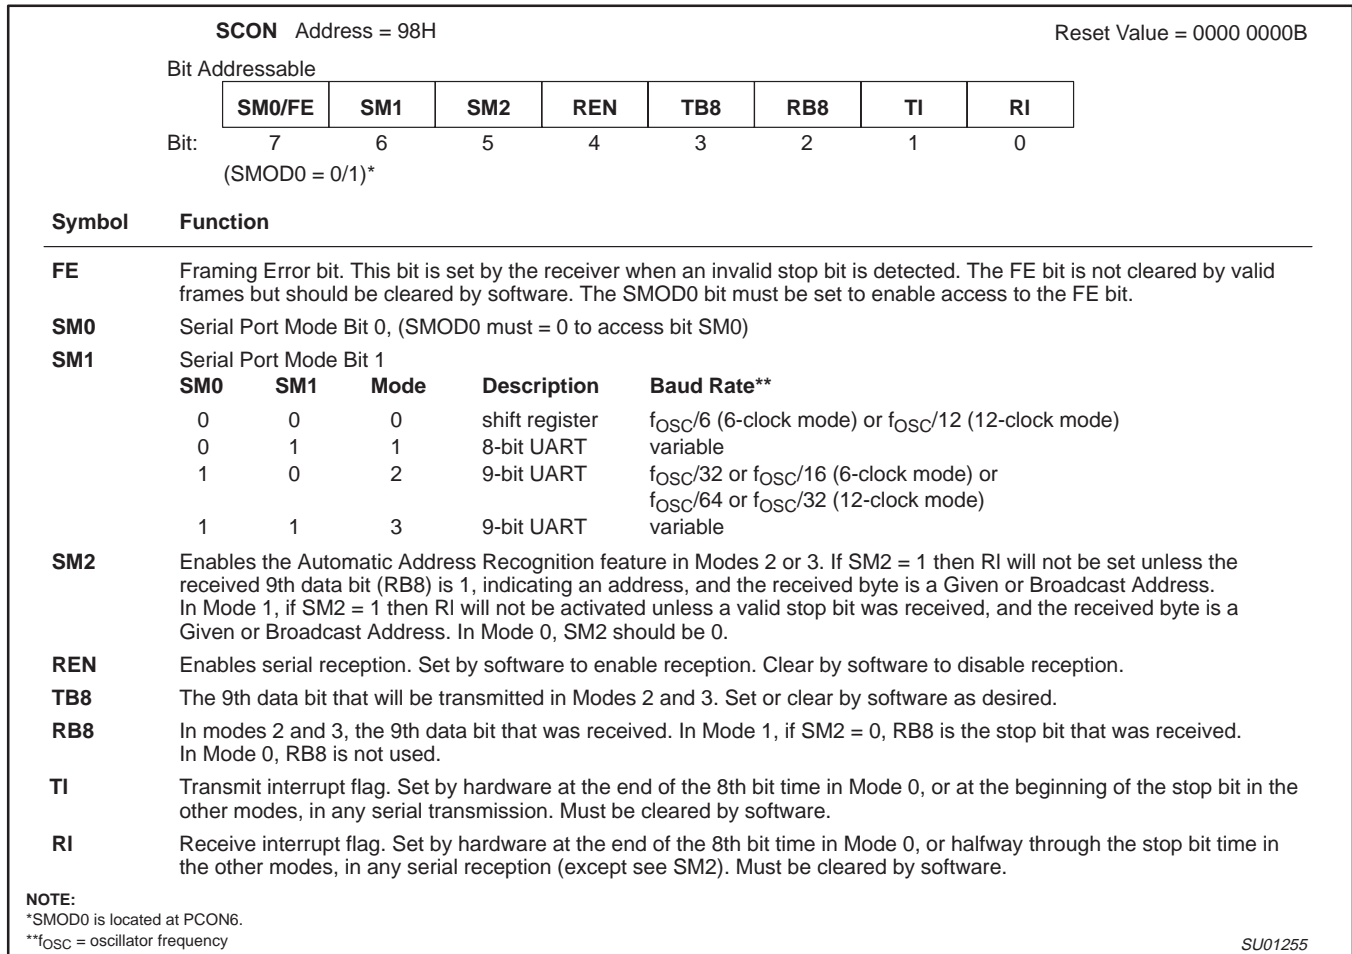 SCON Address = 98H Reset Value = 0000 0000B
Bit Addressable
SM0/FE SM1 SM2 REN TB8 RB8 TI RI
Bit: 7 6 5 4 3 2 1 0
(SMOD0 = 0/1)*
Symbol Function
FE Framing Error bit. This bit is set by the receiver when an invalid stop bit is detected. The FE bit is not cleared by valid
frames but should be cleared by software. The SMOD0 bit must be set to enable access to the FE bit.
SM0 Serial Port Mode Bit 0, (SMOD0 must = 0 to access bit SM0)
SM1 Serial Port Mode Bit 1
SM0 SM1 Mode Description Baud Rate**
0 0 0 shift register fOSC/6 (6-clock mode) or fOSC/12 (12-clock mode)
0 1 1 8-bit UART variable
1 0 2 9-bit UART fOSC/32 or fOSC/16 (6-clock mode) or
fOSC/64 or fOSC/32 (12-clock mode)
1 1 3 9-bit UART variable
SM2 Enables the Automatic Address Recognition feature in Modes 2 or 3. If SM2 = 1 then RI will not be set unless the
received 9th data bit (RB8) is 1, indicating an address, and the received byte is a Given or Broadcast Address.
In Mode 1, if SM2 = 1 then RI will not be activated unless a valid stop bit was received, and the received byte is a
Given or Broadcast Address. In Mode 0, SM2 should be 0.
REN Enables serial reception. Set by software to enable reception. Clear by software to disable reception.
TB8 The 9th data bit that will be transmitted in Modes 2 and 3. Set or clear by software as desired.
RB8 In modes 2 and 3, the 9th data bit that was received. In Mode 1, if SM2 = 0, RB8 is the stop bit that was received.
In Mode 0, RB8 is not used.
TI Transmit interrupt flag. Set by hardware at the end of the 8th bit time in Mode 0, or at the beginning of the stop bit in the
other modes, in any serial transmission. Must be cleared by software.
RI Receive interrupt flag. Set by hardware at the end of the 8th bit time in Mode 0, or halfway through the stop bit time in
the other modes, in any serial reception (except see SM2). Must be cleared by software.
NOTE:
*SMOD0 is located at PCON6.
**fOSC = oscillator frequency SU01255